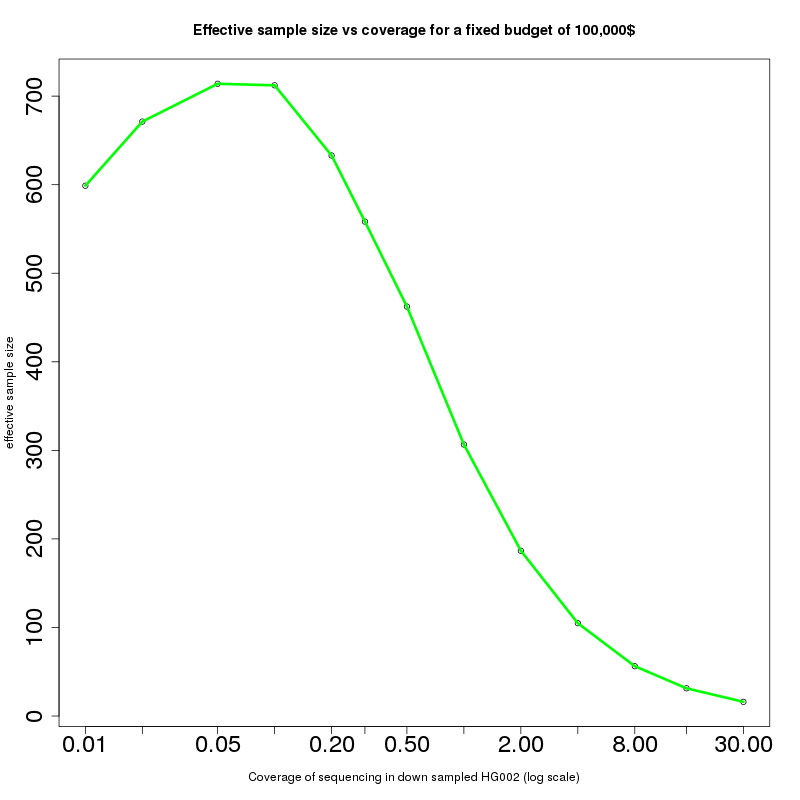 Effective sample size vs coverage for a fixed budget of 100,000$
700
600
500
400
300
200
100
0
effective sample size
0.01 0.05 0.20 0.50 2.00 8.00 30.00
Coverage of sequencing in down sampled HG002 (log scale)